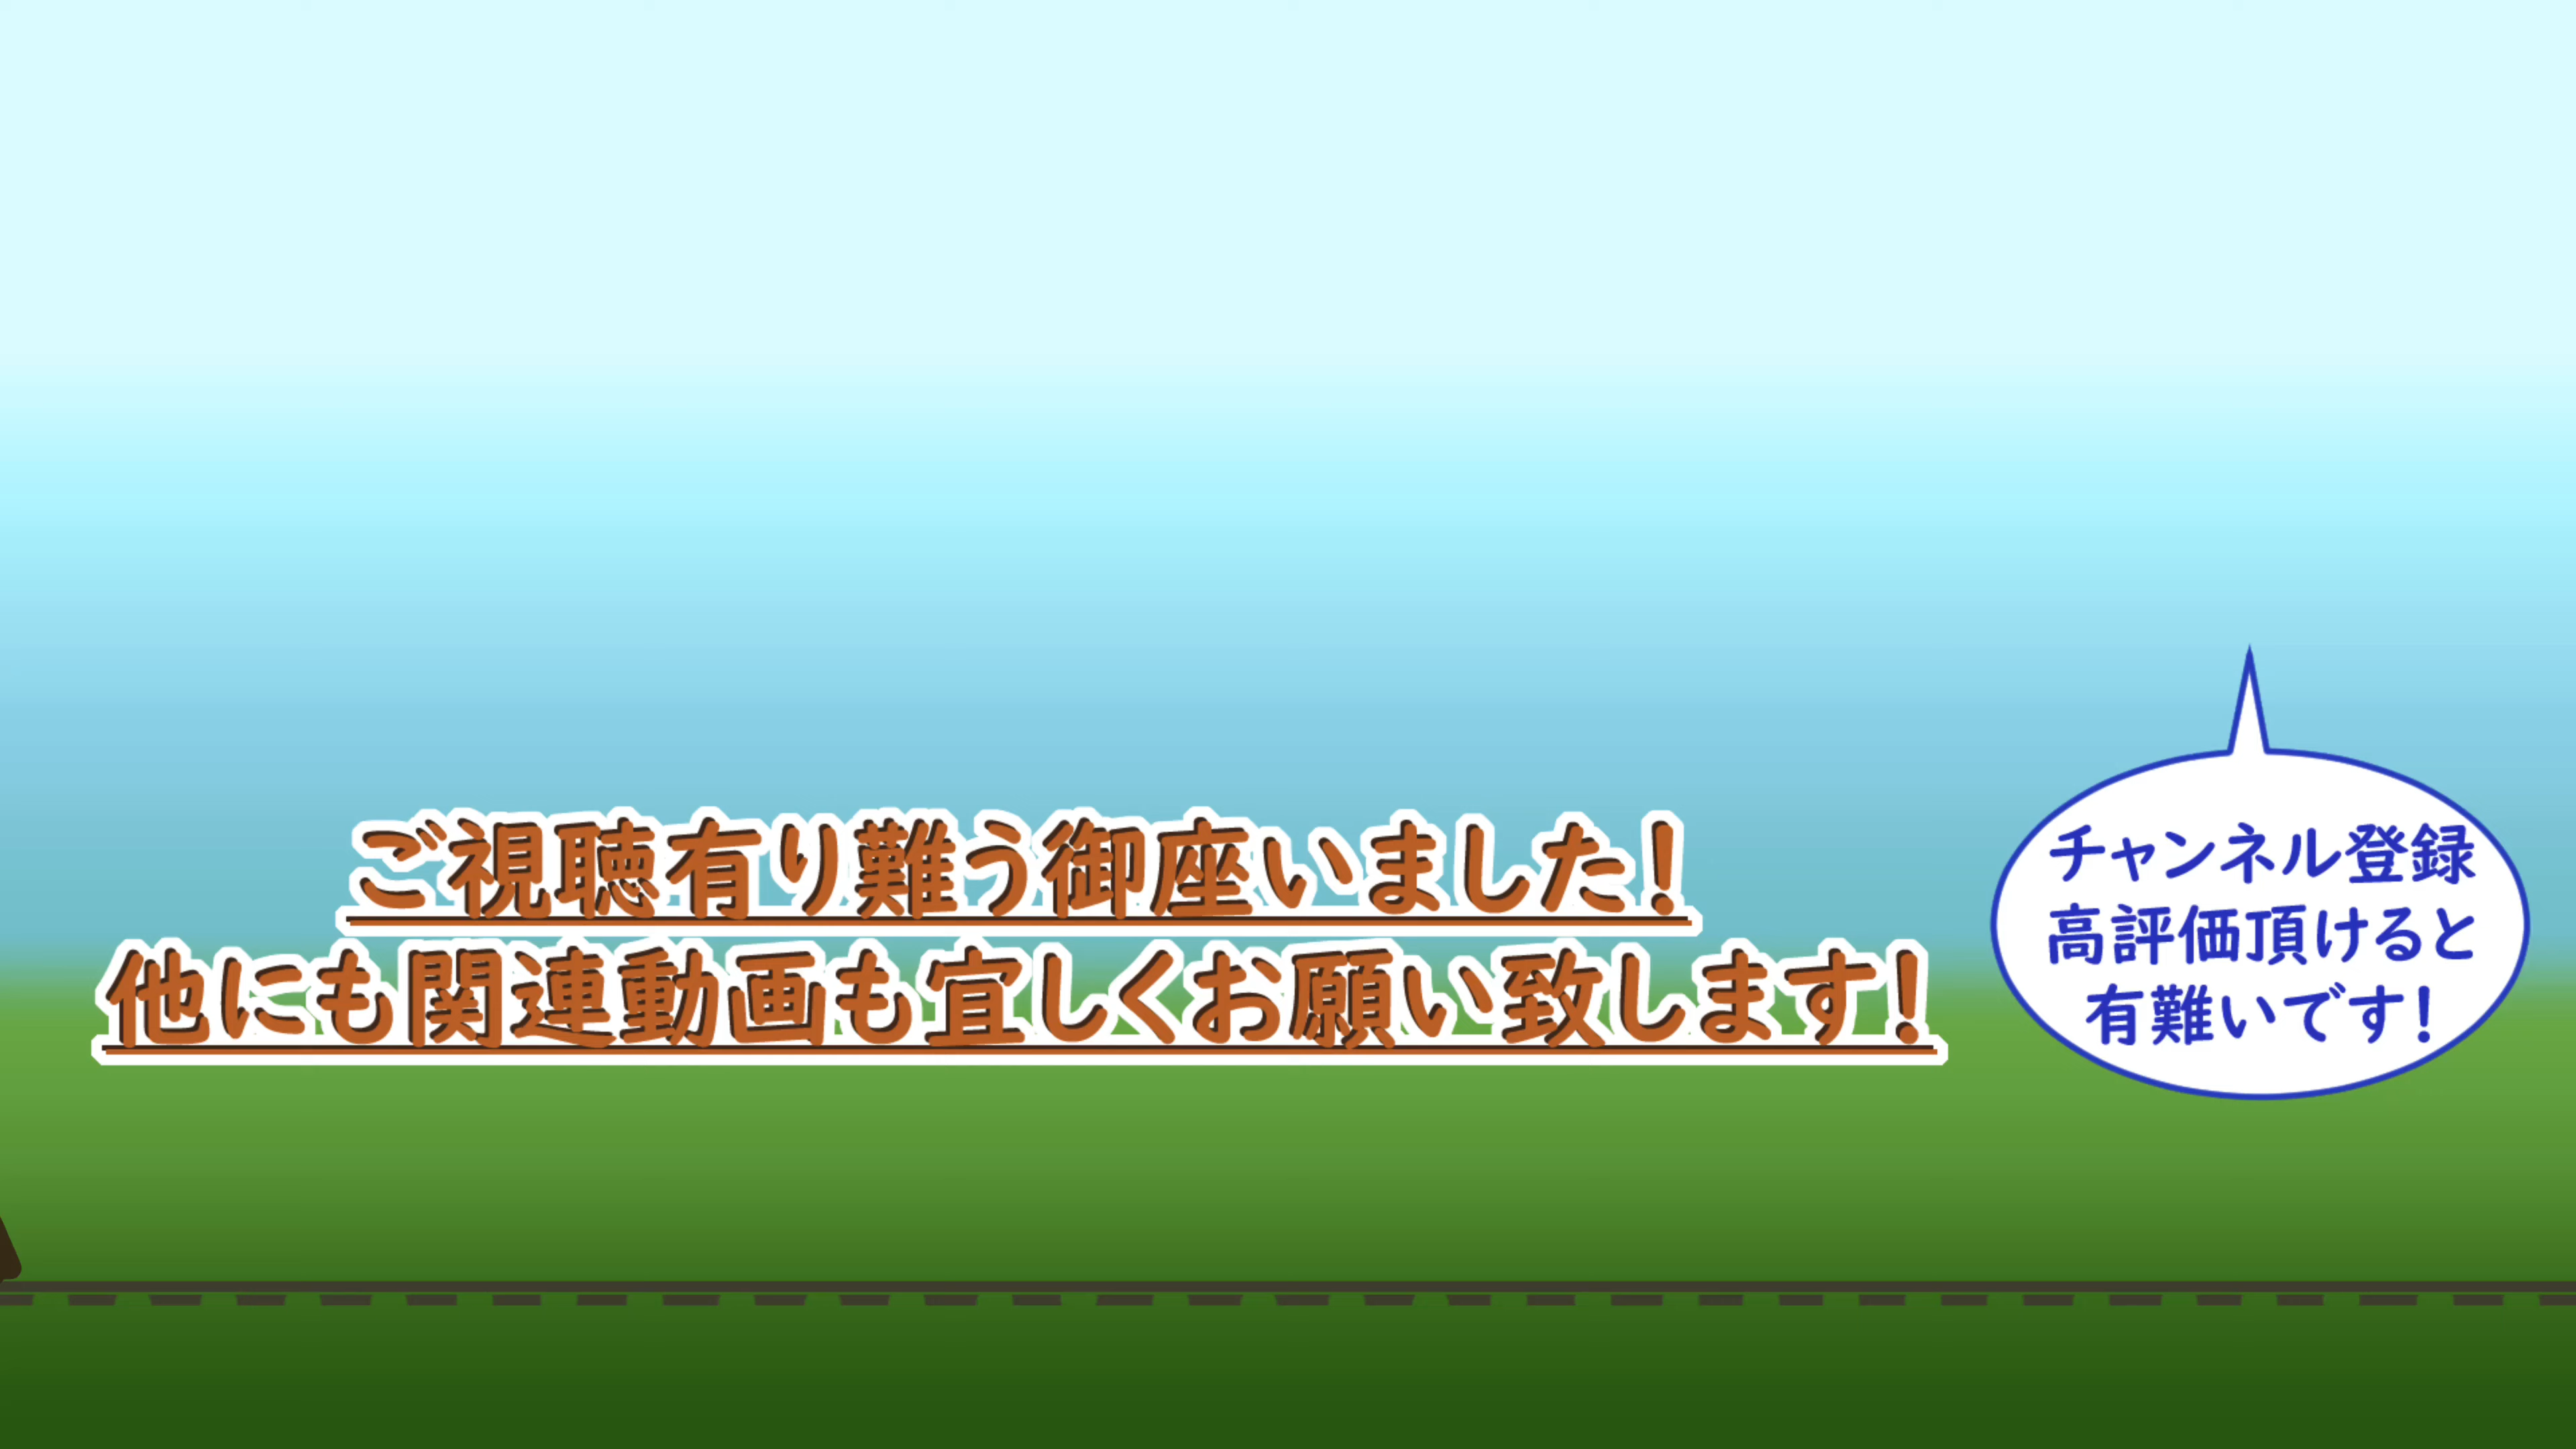 ご視聴有り難う御座いました！
他にも関連動画も宜しくお願い致します！
チャンネル登録
高評価頂けると
有難いです！